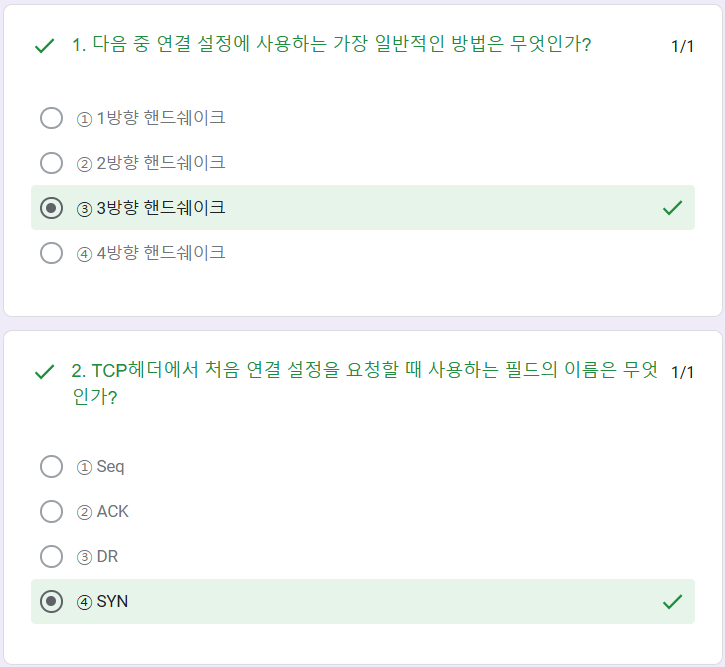 1. 다음 중 연결 설정에 사용하는 가장 일반적인 방법은 무엇인가? 1/1
① 1방향 핸드쉐이크
② 2방향 핸드쉐이크
③ 3방향 핸드쉐이크
④ 4방향 핸드쉐이크
2. TCP헤더에서 처음 연결 설정을 요청할 때 사용하는 필드의 이름은 무엇 1/1
인가?
① Seq
② ACK
③ DR
④ SYN